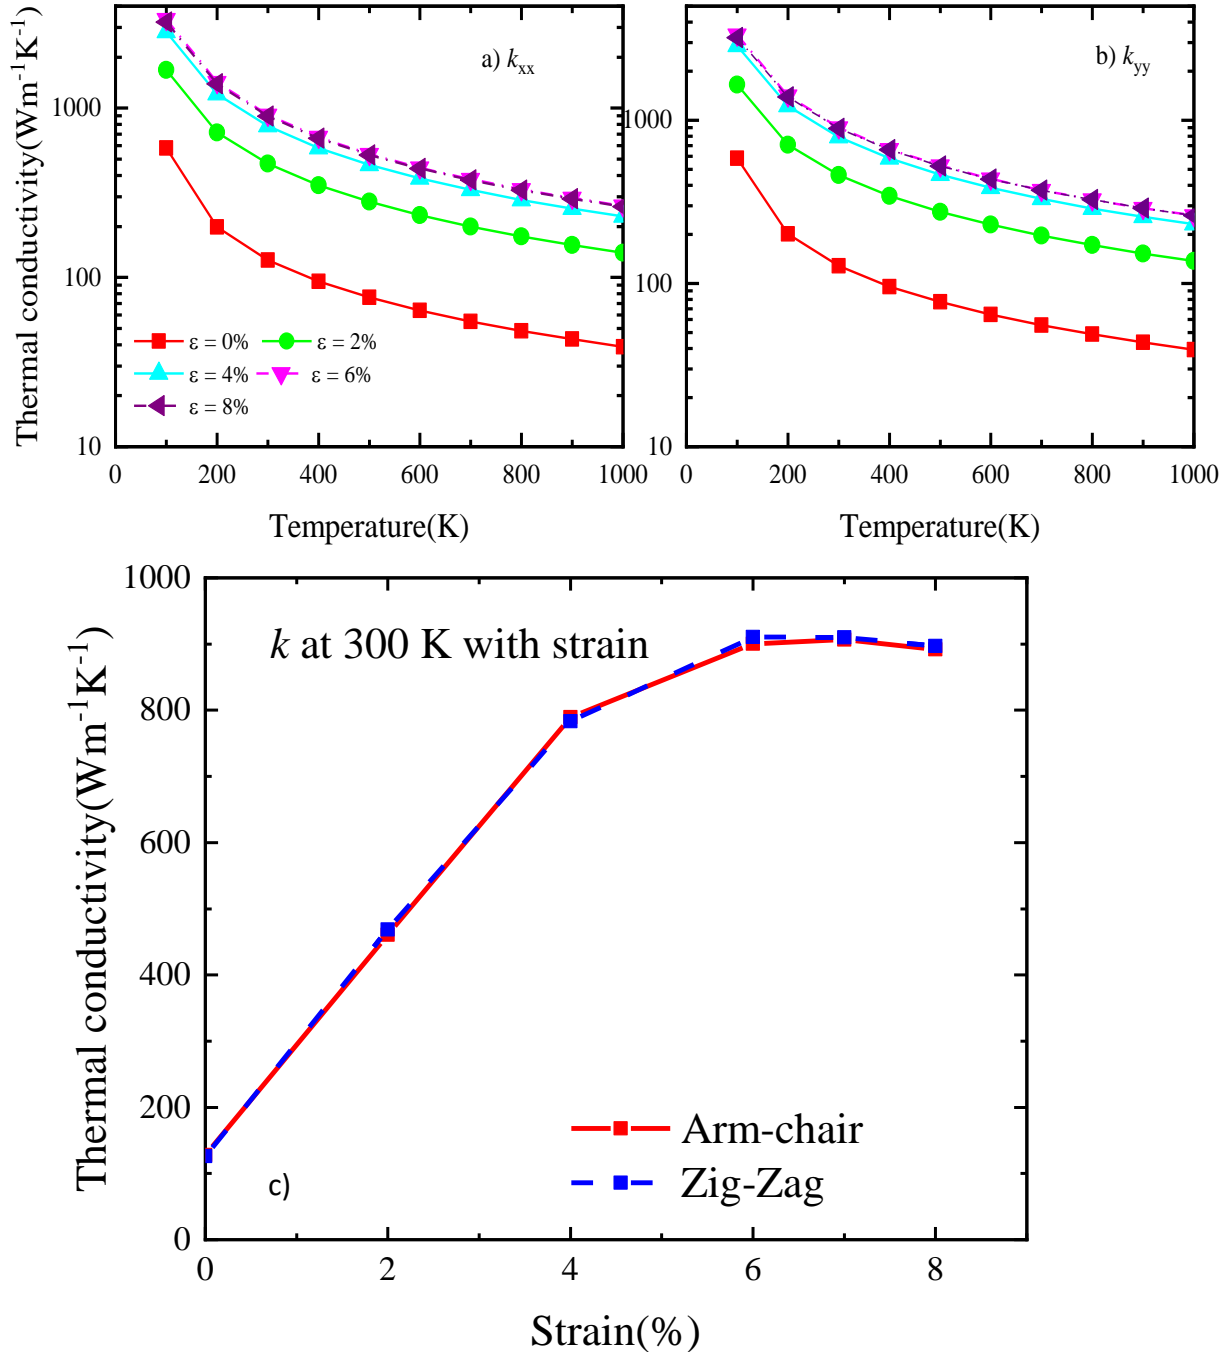 Thermal conductivity(Wm⁻¹K⁻¹)
1000
100
10
a) kxx
ε = 0%
ε = 2%
ε = 4%
ε = 6%
ε = 8%
0 200 400 600 800 1000
Temperature(K)
b) kyy
1000
100
10
0 200 400 600 800 1000
Temperature(K)
Thermal conductivity(Wm⁻¹K⁻¹)
1000
800
600
400
200
0
k at 300 K with strain
Arm-chair
Zig-Zag
c)
0 2 4 6 8
Strain(%)